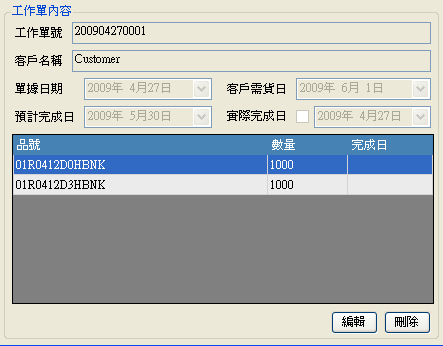 工作單內容
工作單號 200904270001
客戶名稱 Customer
單據日期 2009年 4月27日 客戶需貨日 2009年 6月 1日
預計完成日 2009年 5月30日 實際完成日 2009年 4月27日
品號 數量 完成日
01R0412D0HBNK 1000
01R0412D3HBNK 1000
編輯 刪除